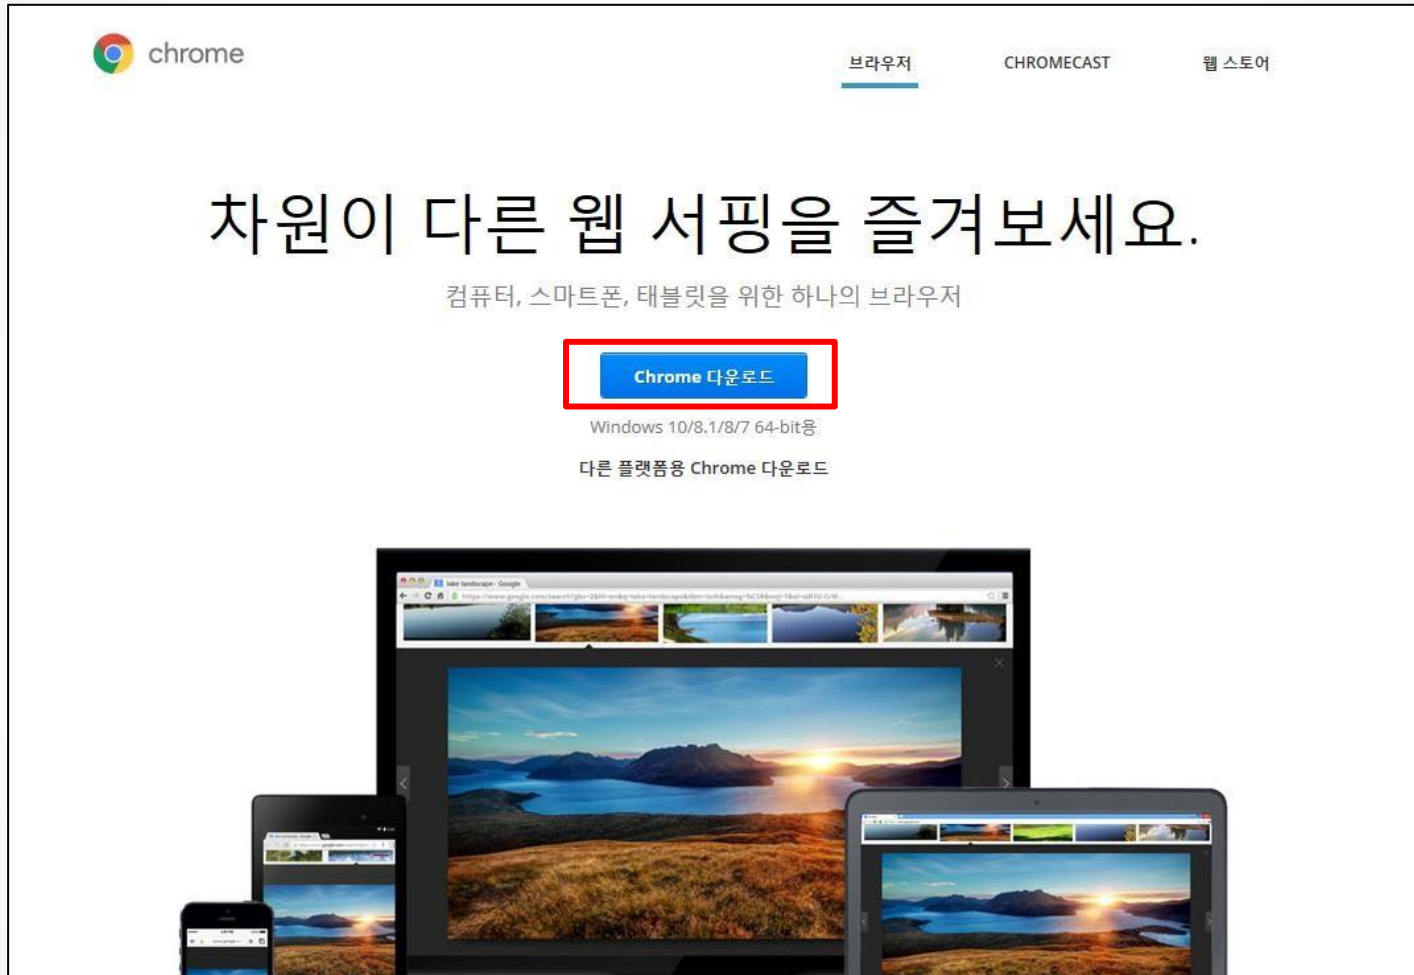 chrome
브라우저 CHROMECAST 웹 스토어
차원이 다른 웹 서핑을 즐겨보세요.
컴퓨터, 스마트폰, 태블릿을 위한 하나의 브라우저
Chrome 다운로드
Windows 10/8.1/8/7 64-bit용
다른 플랫폼용 Chrome 다운로드
lake landscape - Google